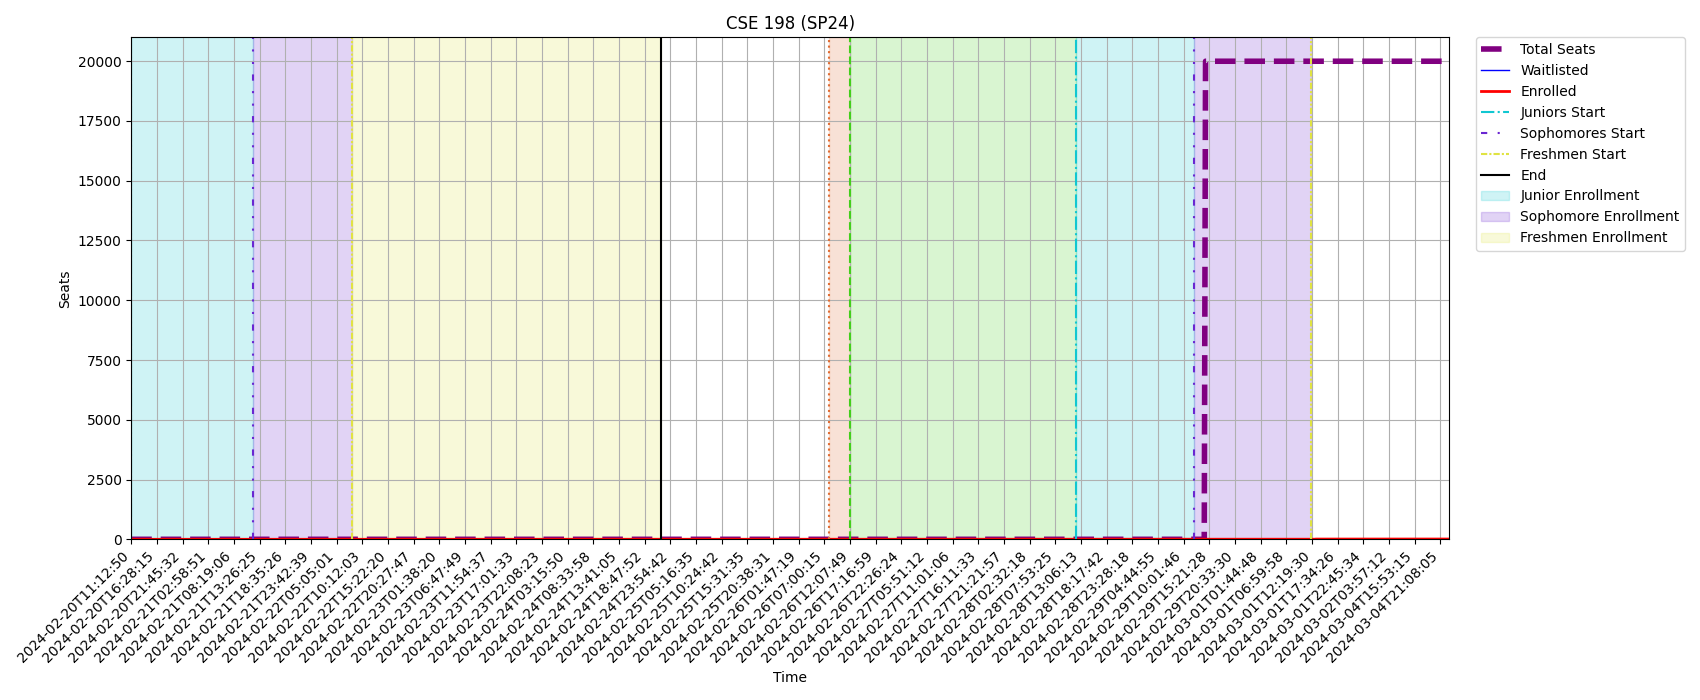 CSE 198 (SP24)
Seats
20000
17500
15000
12500
10000
7500
5000
2500
0
2024-02-20T11:12:50
2024-02-20T16:28:15
2024-02-20T21:45:32
2024-02-21T02:58:51
2024-02-21T08:19:06
2024-02-21T13:26:25
2024-02-21T18:35:26
2024-02-21T23:42:39
2024-02-22T05:05:01
2024-02-22T10:12:03
2024-02-22T15:22:20
2024-02-22T20:27:47
2024-02-23T01:38:20
2024-02-23T06:47:49
2024-02-23T11:54:37
2024-02-23T17:01:33
2024-02-23T22:08:23
2024-02-24T03:15:50
2024-02-24T08:33:58
2024-02-24T13:41:05
2024-02-24T18:47:52
2024-02-24T23:54:42
2024-02-25T05:16:35
2024-02-25T10:24:42
2024-02-25T15:31:35
2024-02-25T20:38:31
2024-02-26T01:47:19
2024-02-26T07:00:15
2024-02-26T12:07:49
2024-02-26T17:16:59
2024-02-26T22:26:24
2024-02-27T05:51:12
2024-02-27T11:01:06
2024-02-27T16:11:33
2024-02-27T21:21:57
2024-02-28T02:32:18
2024-02-28T07:53:25
2024-02-28T13:06:13
2024-02-28T18:17:42
2024-02-28T23:28:18
2024-02-29T04:44:55
2024-02-29T10:01:46
2024-02-29T15:21:28
2024-02-29T20:33:30
2024-03-01T01:44:48
2024-03-01T06:59:58
2024-03-01T12:19:30
2024-03-01T17:34:26
2024-03-01T22:45:34
2024-03-02T03:57:12
2024-03-04T15:53:15
2024-03-04T21:08:05
Time
Total Seats
Waitlisted
Enrolled
Juniors Start
Sophomores Start
Freshmen Start
End
Junior Enrollment
Sophomore Enrollment
Freshmen Enrollment